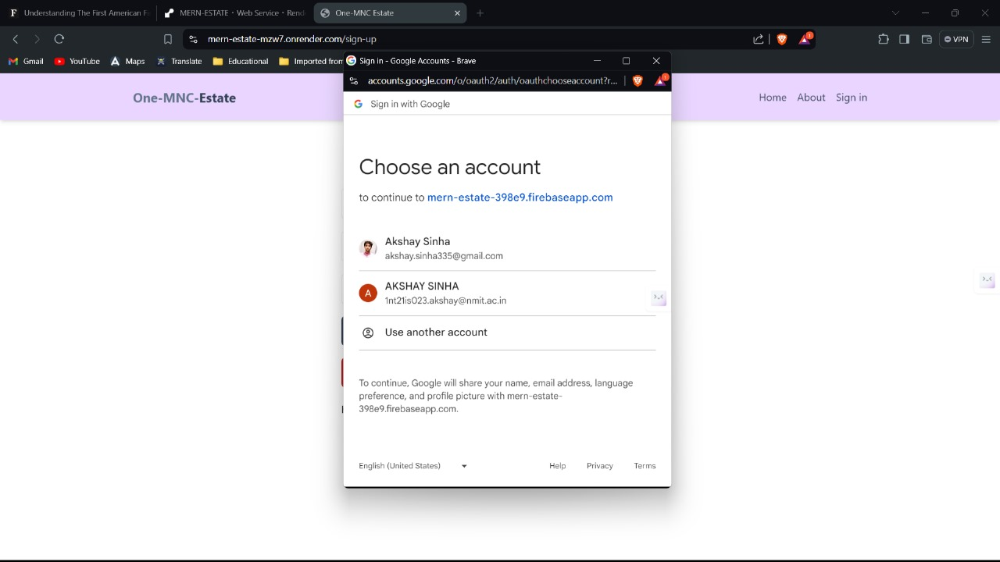 Understanding The First American Fi
MERN-ESTATE · Web Service · Rend
One-MNC Estate
mern-estate-mzw7.onrender.com/sign-up
VPN
Gmail
YouTube
Maps
Translate
Educational
Imported from
Sign in - Google Accounts - Brave
accounts.google.com/o/oauth2/auth/oauthchooseaccount?r...
One-MNC-Estate
Home
About
Sign in
Sign in with Google
Choose an account
to continue to mern-estate-398e9.firebaseapp.com
Akshay Sinha
akshay.sinha335@gmail.com
A
AKSHAY SINHA
1nt21is023.akshay@nmit.ac.in
Use another account
To continue, Google will share your name, email address, language
preference, and profile picture with mern-estate-
398e9.firebaseapp.com.
English (United States)
Help
Privacy
Terms